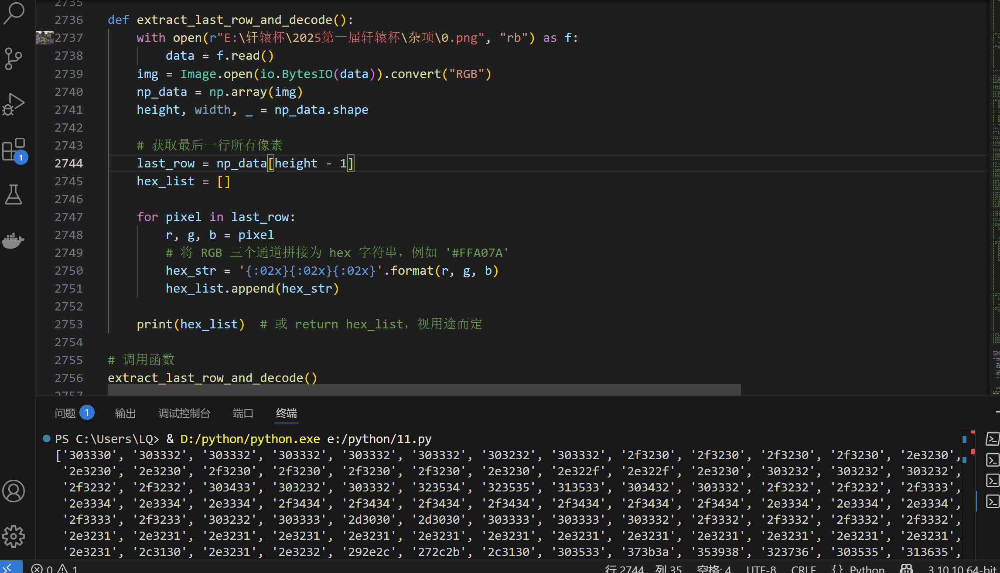 2735
2736 def extract_last_row_and_decode():
2737     with open(r"E:\轩辕杯\2025第一届轩辕杯\杂项\0.png", "rb") as f:
2738         data = f.read()
2739     img = Image.open(io.BytesIO(data)).convert("RGB")
2740     np_data = np.array(img)
2741     height, width, _ = np_data.shape
2742
2743     # 获取最后一行所有像素
2744     last_row = np_data[height - 1]
2745     hex_list = []
2746
2747     for pixel in last_row:
2748         r, g, b = pixel
2749         # 将 RGB 三个通道拼接为 hex 字符串，例如 '#FFA07A'
2750         hex_str = '{:02x}{:02x}{:02x}'.format(r, g, b)
2751         hex_list.append(hex_str)
2752
2753     print(hex_list)  # 或 return hex_list，视用途而定
2754
2755 # 调用函数
2756 extract_last_row_and_decode()
2757
1
问题 1 输出 调试控制台 端口 终端
PS C:\Users\LQ> & D:/python/python.exe e:/python/11.py
['303330', '303332', '303332', '303332', '303332', '303332', '303232', '303332', '2f3230', '2f3230', '2f3230', '2f3230', '2e3230',
'2e3230', '2e3230', '2f3230', '2f3230', '2f3230', '2f3230', '2e3230', '2e322f', '2e322f', '2e3230', '303232', '303232', '303232',
'2f3232', '2f3232', '303433', '303232', '303332', '323534', '323535', '313533', '303432', '303332', '2f3232', '2f3232', '2f3333',
'2e3334', '2e3334', '2e3334', '2f3434', '2f3434', '2f3434', '2f3434', '2f3434', '2f3434', '2f3434', '2e3334', '2e3334', '2e3334',
'2f3333', '2f3233', '303232', '303333', '2d3030', '2d3030', '303333', '303333', '303332', '2f3332', '2f3332', '2f3332', '2f3332',
'2e3231', '2e3231', '2e3231', '2e3231', '2e3231', '2e3231', '2e3231', '2e3231', '2e3231', '2e3231', '2e3231', '2e3231', '2e3231',
'2e3231', '2c3130', '2e3231', '2e3232', '292e2c', '272c2b', '2c3130', '303533', '373b3a', '353938', '323736', '303535', '313635',
0 1 行 2744，列 35 空格: 4 UTF-8 CRLF {} Python 3.10.10 64-bit